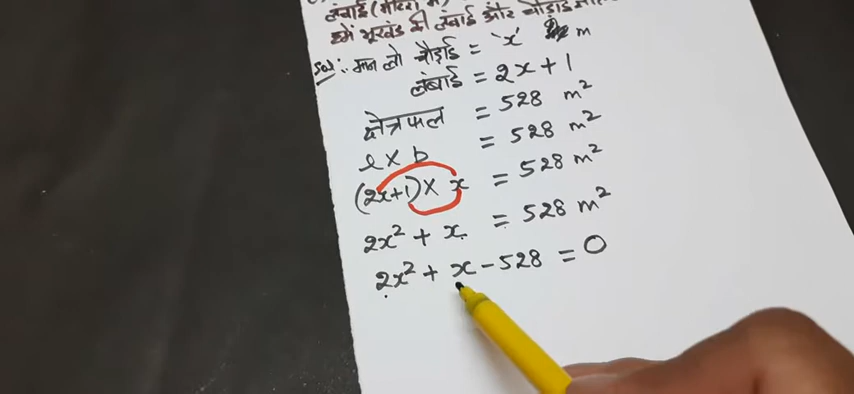 लंबाई (मीटरों में)
हमें भूखंड की लंबाई और चौड़ाई
Sol:- मान लो चौड़ाई = 'x' m
लंबाई = 2x + 1
क्षेत्रफल = 528 m²
l × b = 528 m²
(2x+1) × x = 528 m²
2x² + x = 528 m²
2x² + x - 528 = 0